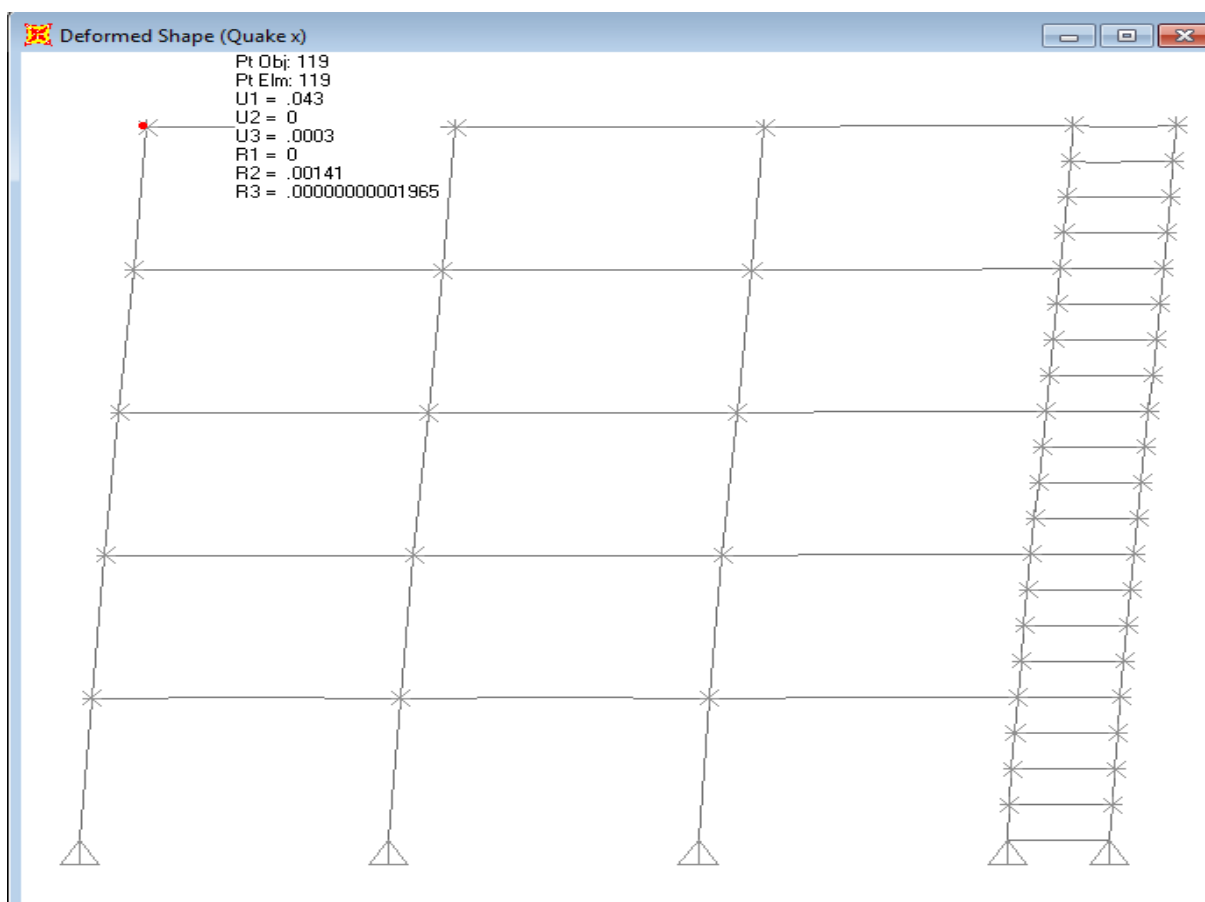 Deformed Shape (Quake x)
Pt Obj: 119
Pt Elm: 119
U1 = .043
U2 = 0
U3 = .0003
R1 = 0
R2 = .00141
R3 = .00000000001965